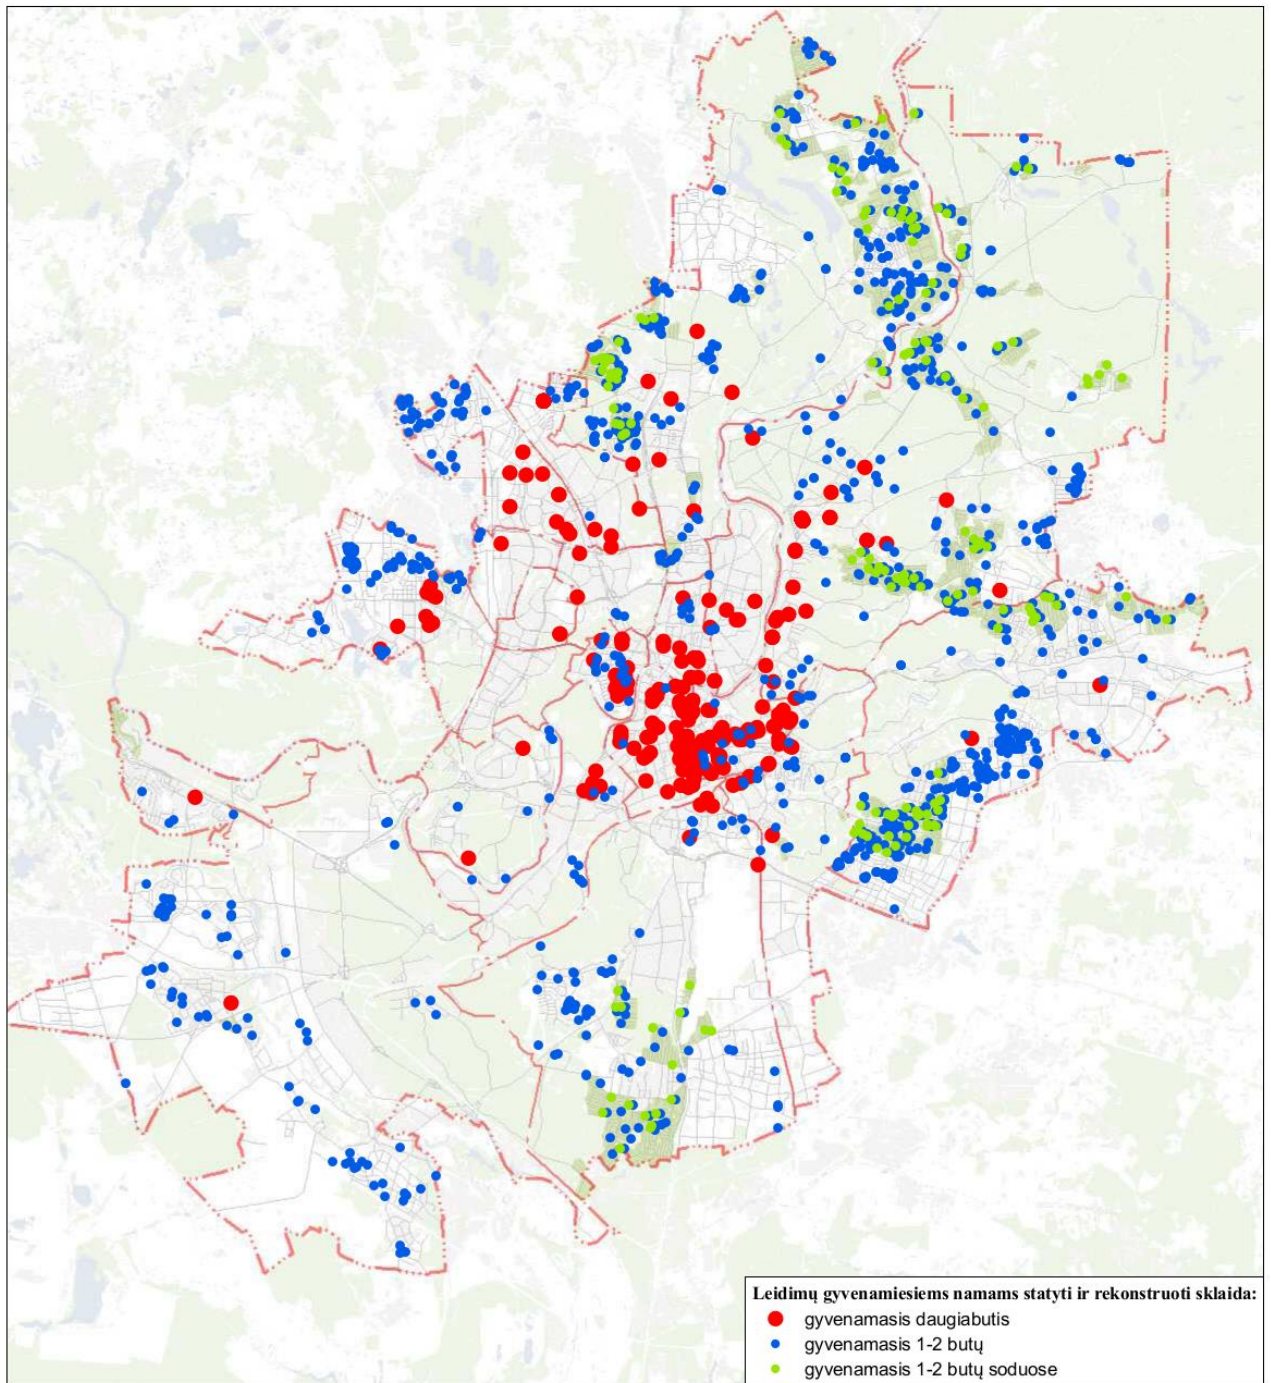 Leidimų gyvenamiesiems namams statyti ir rekonstruoti sklaida:
gyvenamasis daugiabutis
gyvenamasis 1-2 butų
gyvenamasis 1-2 butų soduose